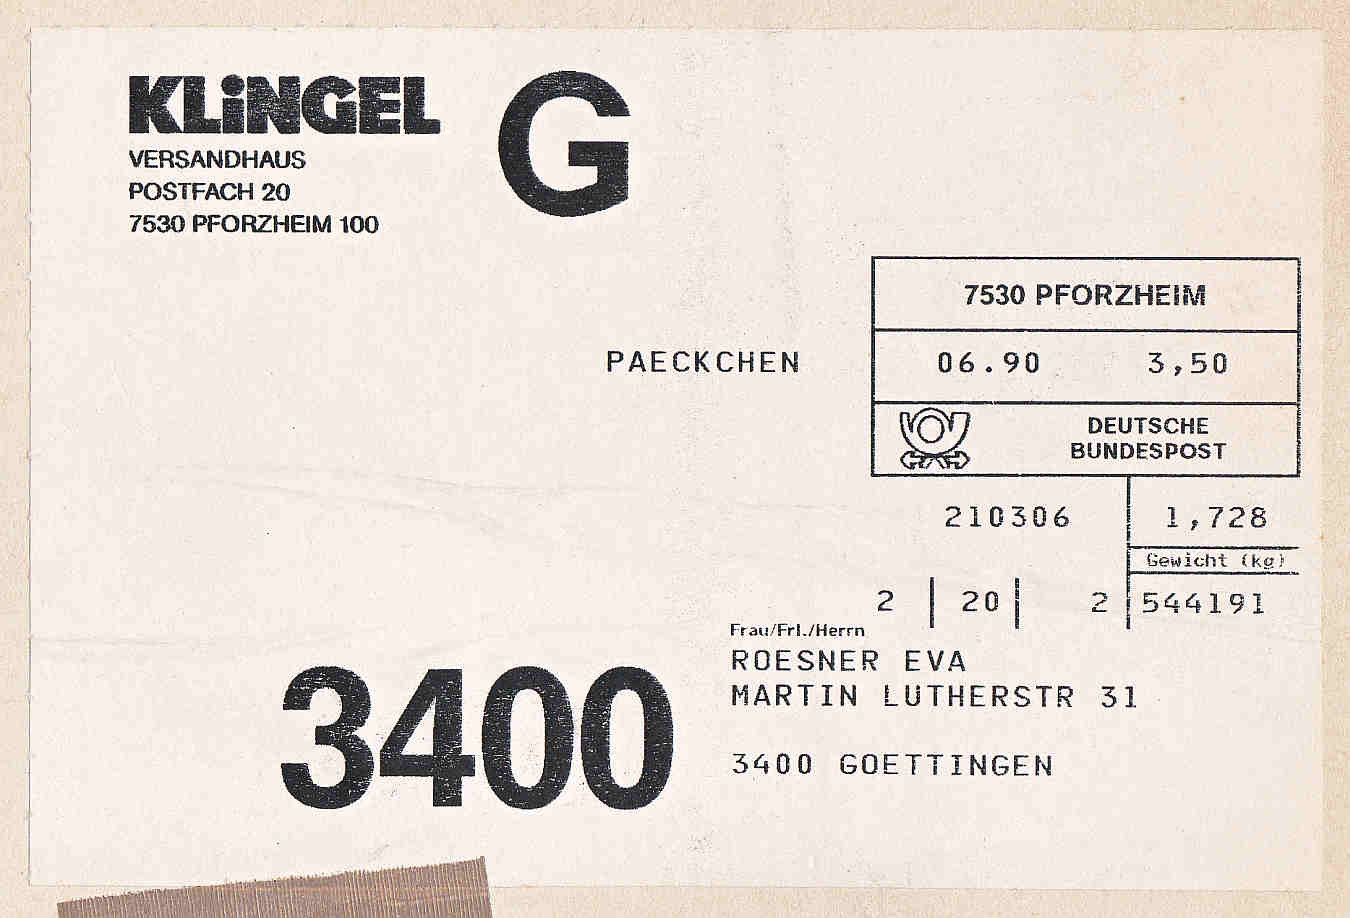 KLiNGEL
VERSANDHAUS
POSTFACH 20
7530 PFORZHEIM 100
G
7530 PFORZHEIM
PAECKCHEN
06.90 3,50
DEUTSCHE
BUNDESPOST
210306 1,728
Gewicht (kg)
2 20 2 544191
Frau/Frl./Herrn
ROESNER EVA
MARTIN LUTHERSTR 31
3400 GOETTINGEN
3400